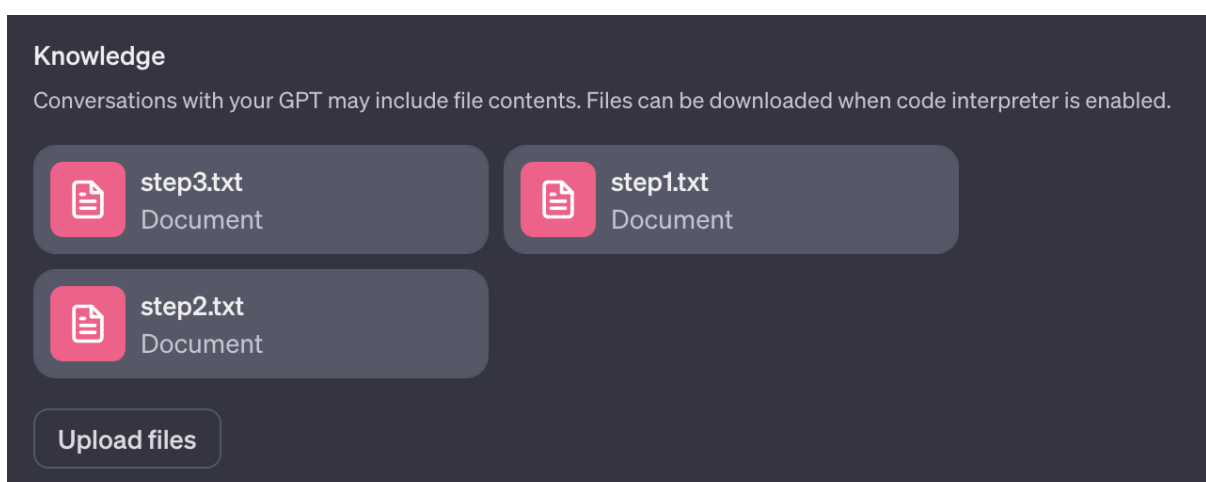 Knowledge
Conversations with your GPT may include file contents. Files can be downloaded when code interpreter is enabled.
step3.txt
Document
step1.txt
Document
step2.txt
Document
Upload files